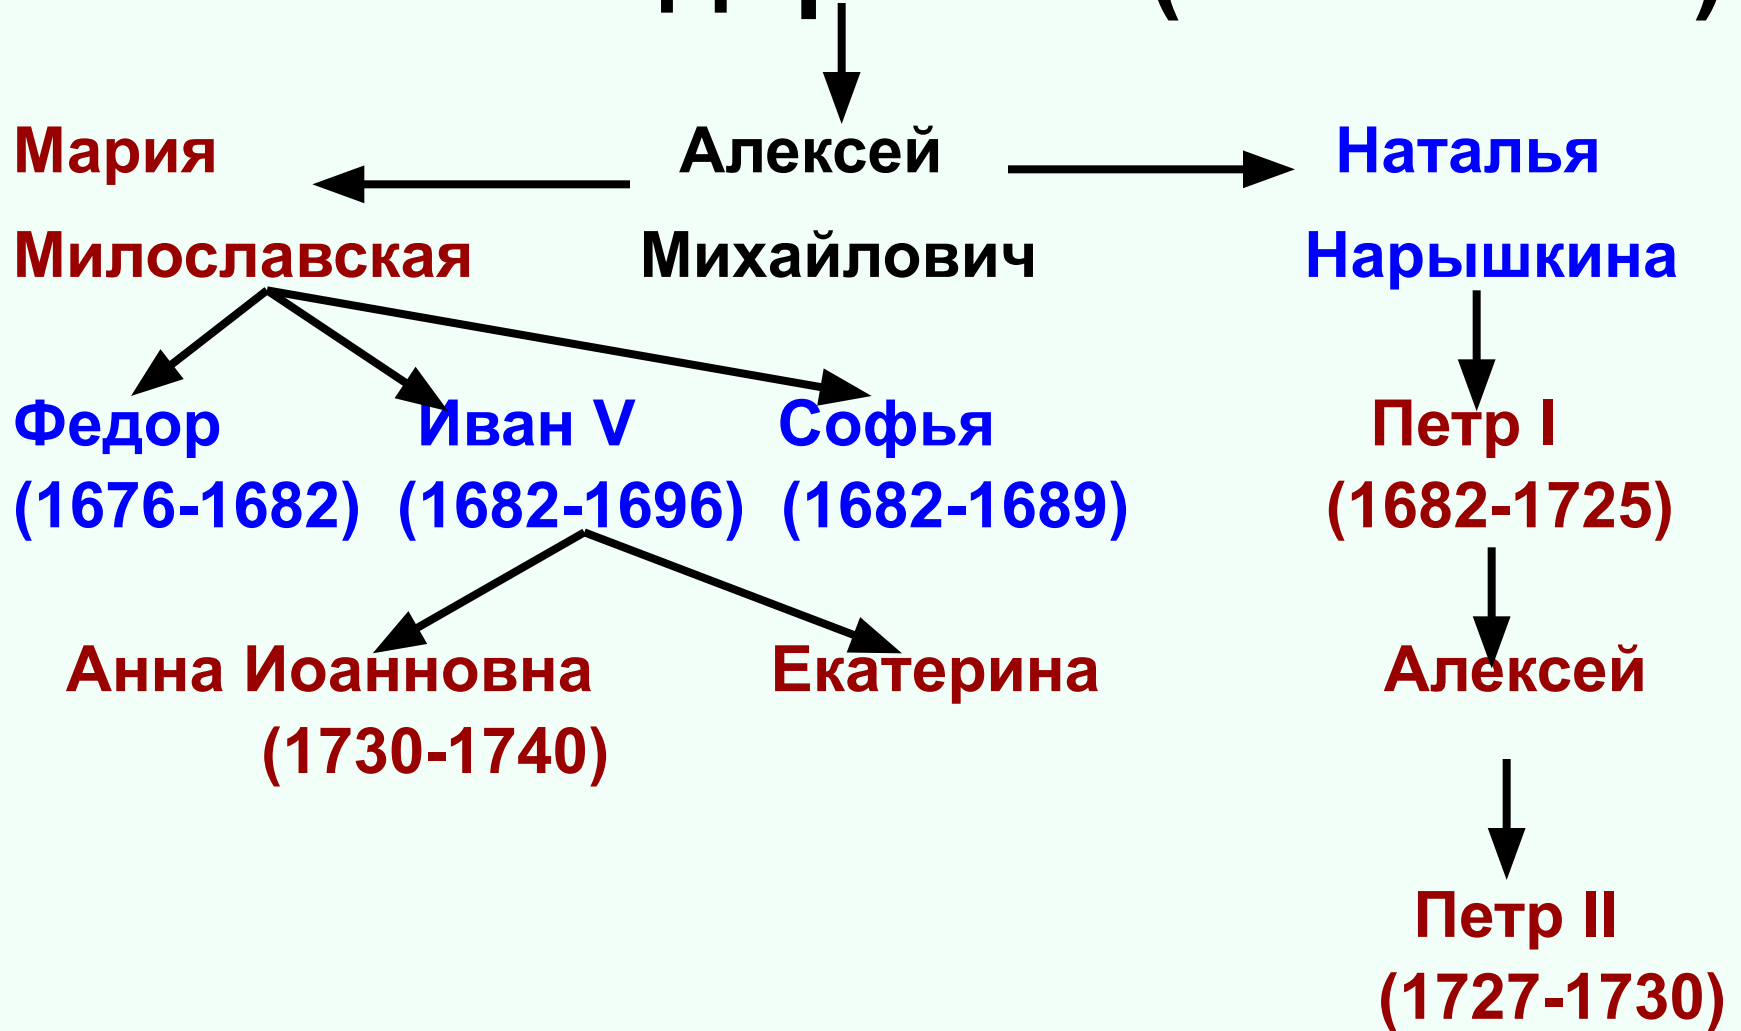 Мария Алексей Наталья
Милославская Михайлович Нарышкина
Федор Иван V Софья Петр I
(1676-1682) (1682-1696) (1682-1689) (1682-1725)
Анна Иоанновна Екатерина Алексей
(1730-1740)
Петр II
(1727-1730)